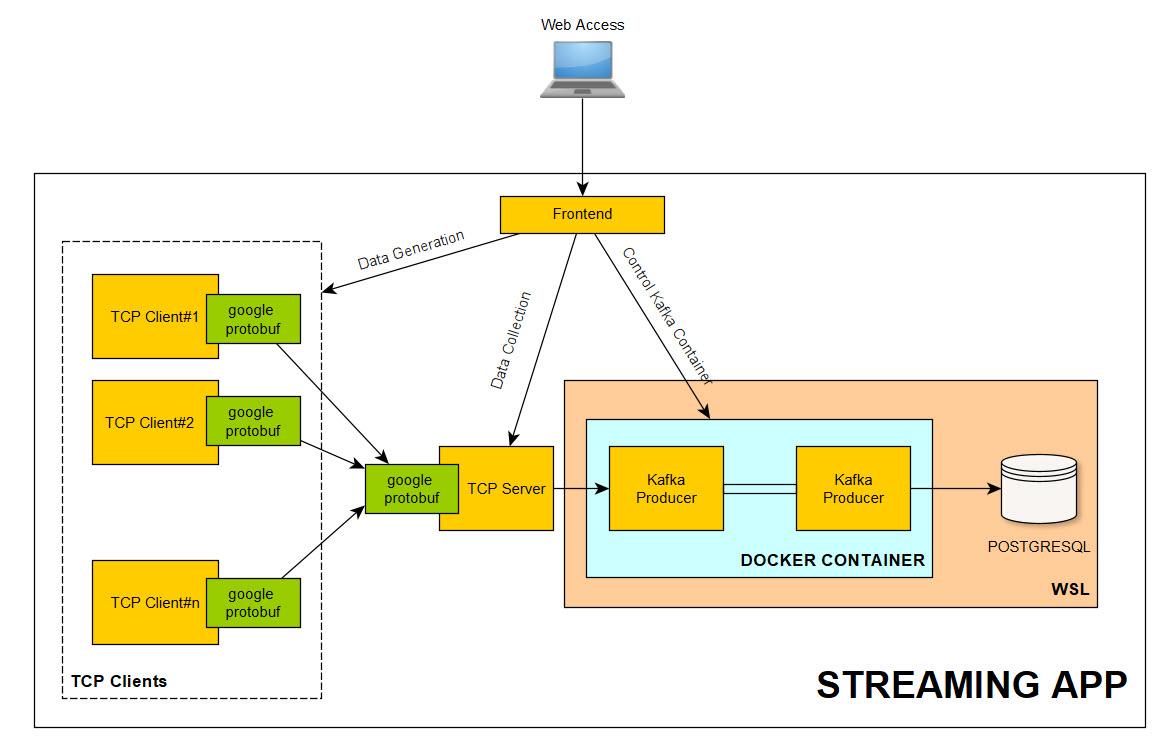 Web Access
Frontend
Data Generation
Data Collection
Control Kafka Container
TCP Client#1
google
protobuf
TCP Client#2
google
protobuf
google
protobuf
TCP Server
Kafka
Producer
Kafka
Producer
POSTGRESQL
DOCKER CONTAINER
WSL
TCP Client#n
google
protobuf
TCP Clients
STREAMING APP